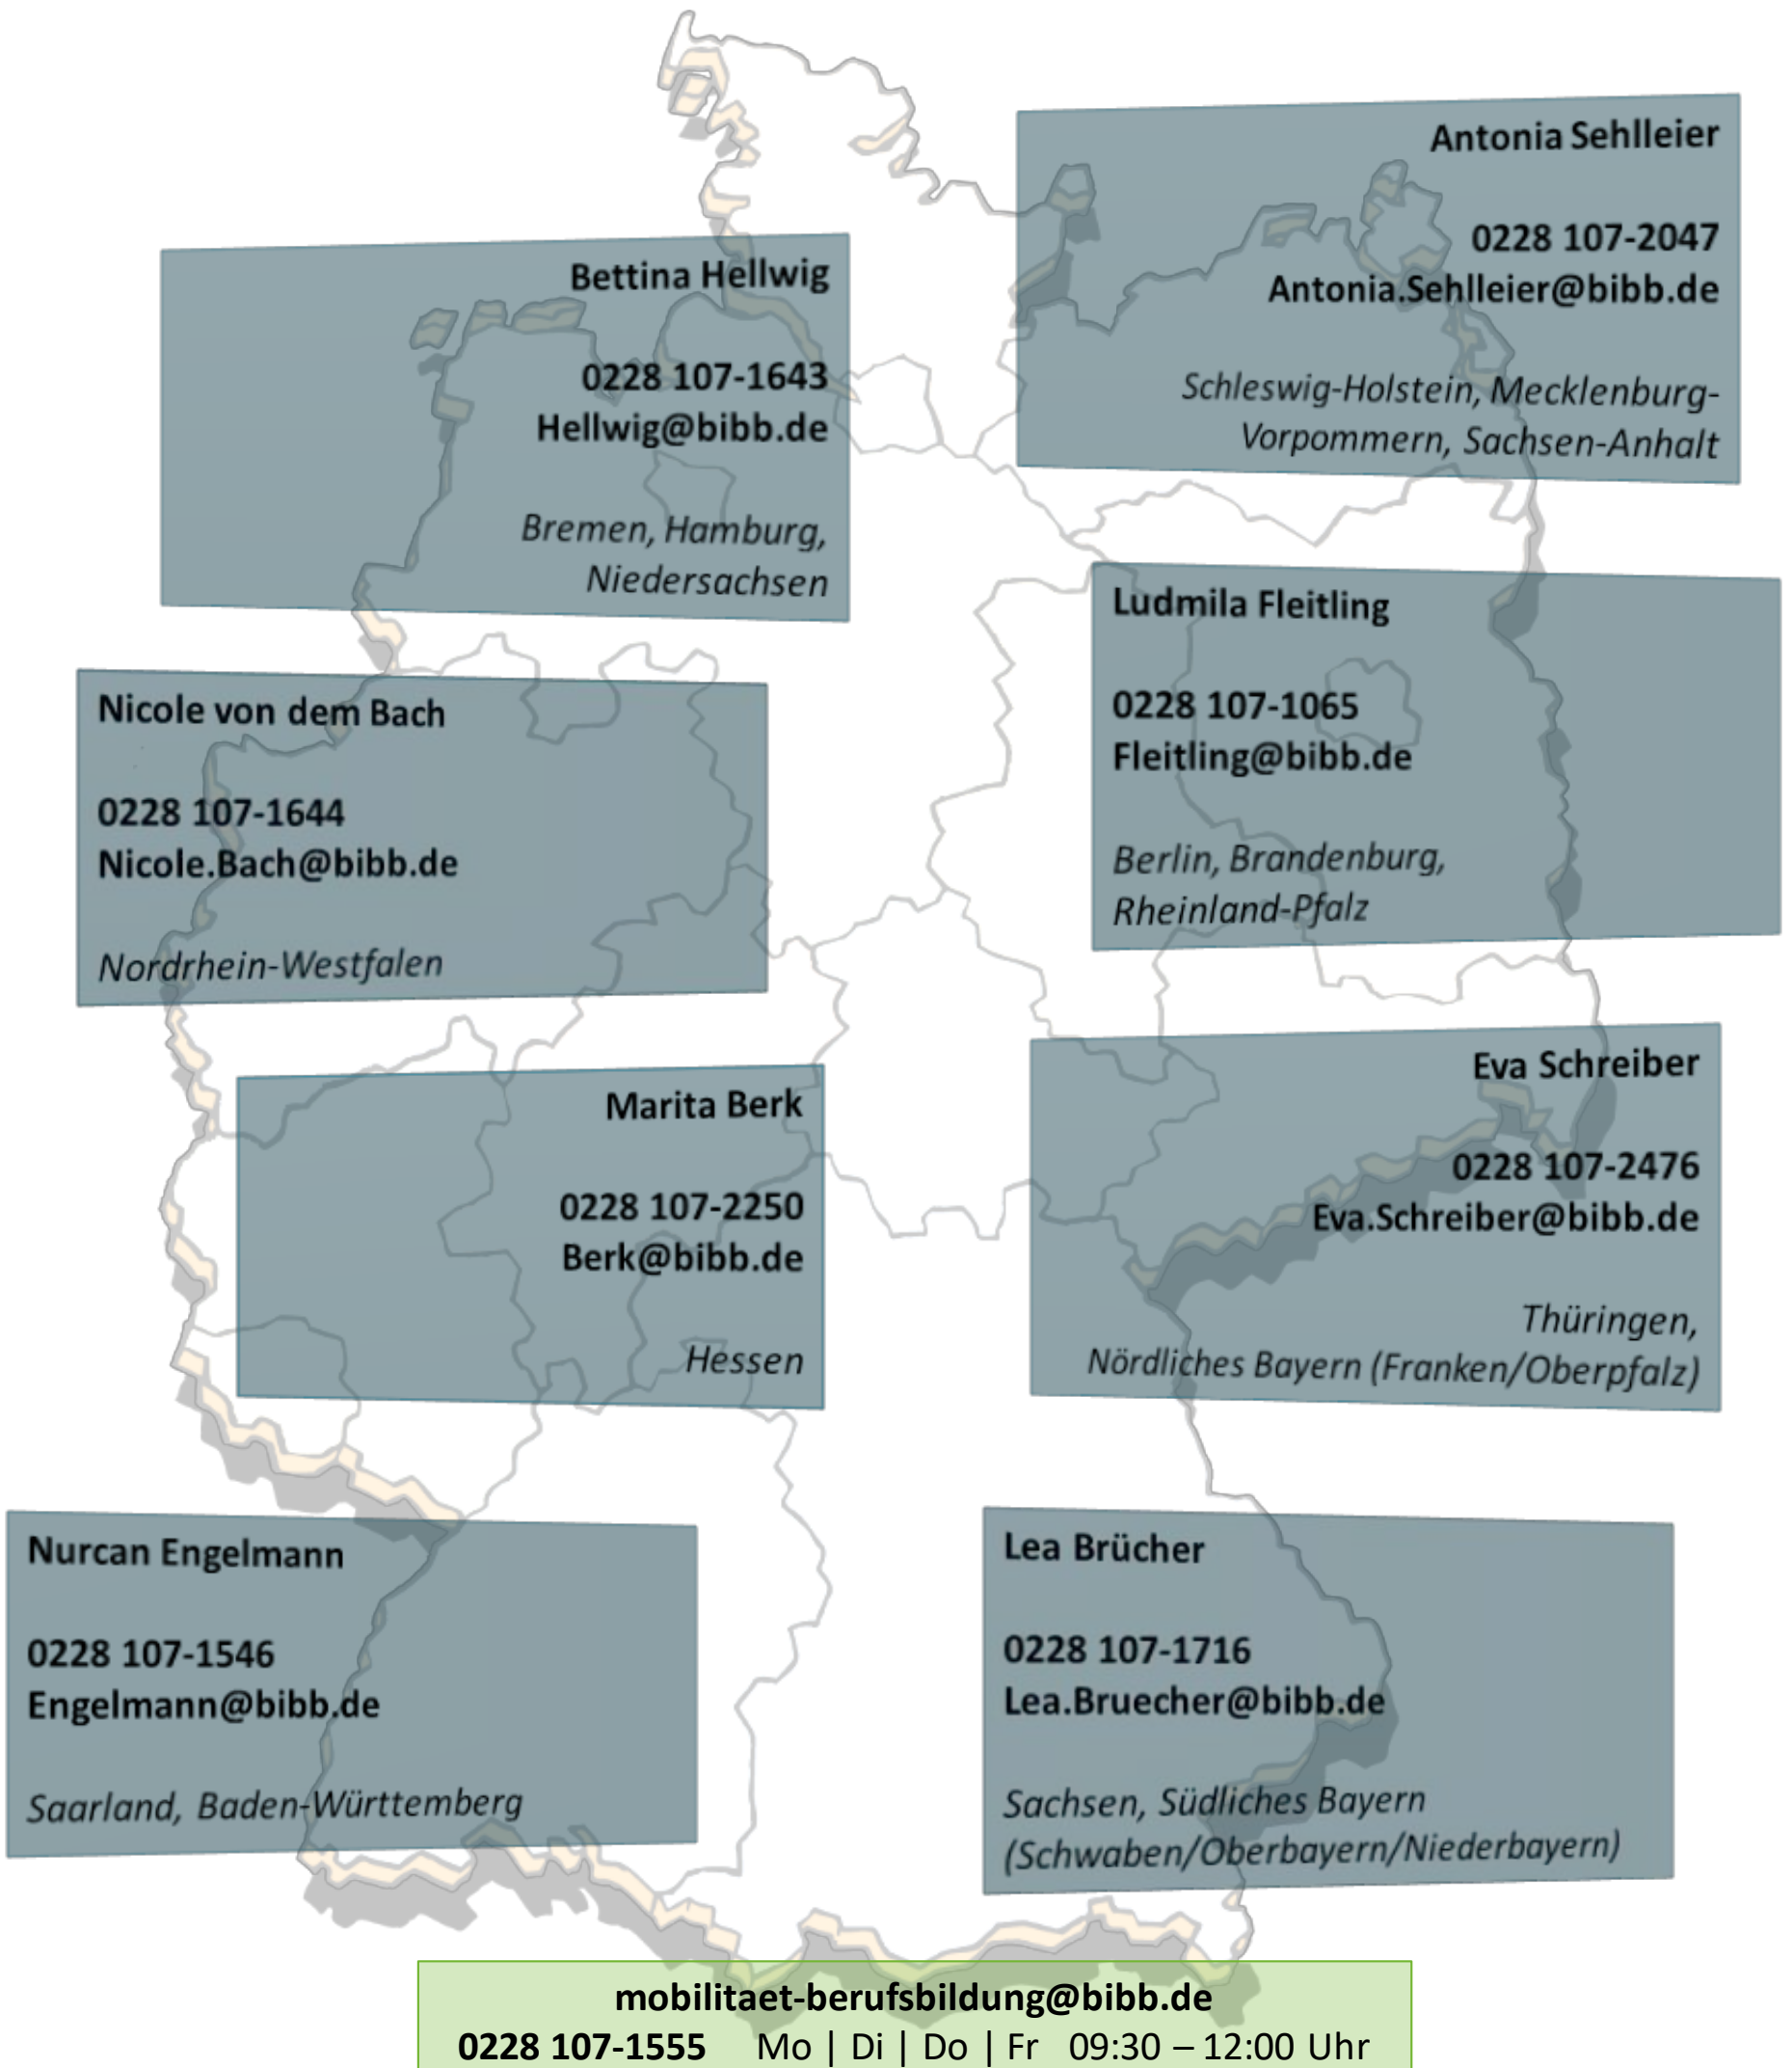 Antonia Sehlleier
0228 107-2047
Antonia.Sehlleier@bibb.de
Schleswig-Holstein, Mecklenburg-
Vorpommern, Sachsen-Anhalt
Bettina Hellwig
0228 107-1643
Hellwig@bibb.de
Bremen, Hamburg,
Niedersachsen
Ludmila Fleitling
0228 107-1065
Fleitling@bibb.de
Berlin, Brandenburg,
Rheinland-Pfalz
Nicole von dem Bach
0228 107-1644
Nicole.Bach@bibb.de
Nordrhein-Westfalen
Eva Schreiber
0228 107-2476
Eva.Schreiber@bibb.de
Thüringen,
Nördliches Bayern (Franken/Oberpfalz)
Marita Berk
0228 107-2250
Berk@bibb.de
Hessen
Nurcan Engelmann
0228 107-1546
Engelmann@bibb.de
Saarland, Baden-Württemberg
Lea Brücher
0228 107-1716
Lea.Bruecher@bibb.de
Sachsen, Südliches Bayern
(Schwaben/Oberbayern/Niederbayern)
mobilitaet-berufsbildung@bibb.de
0228 107-1555 Mo | Di | Do | Fr 09:30 – 12:00 Uhr